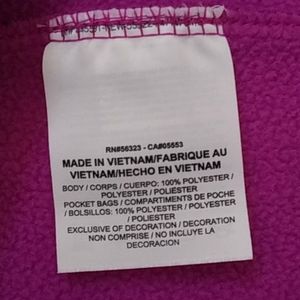 RN#56323 - CA#05553
MADE IN VIETNAM/FABRIQUE AU
VIETNAM/HECHO EN VIETNAM
BODY / CORPS / CUERPO: 100% POLYESTER /
POLYESTER / POLIÉSTER
POCKET BAGS / COMPARTIMENTS DE POCHE
/ BOLSILLOS: 100% POLYESTER / POLYESTER
/ POLIÉSTER
EXCLUSIVE OF DECORATION / DECORATION
NON COMPRISE / NO INCLUYE LA
DECORACION